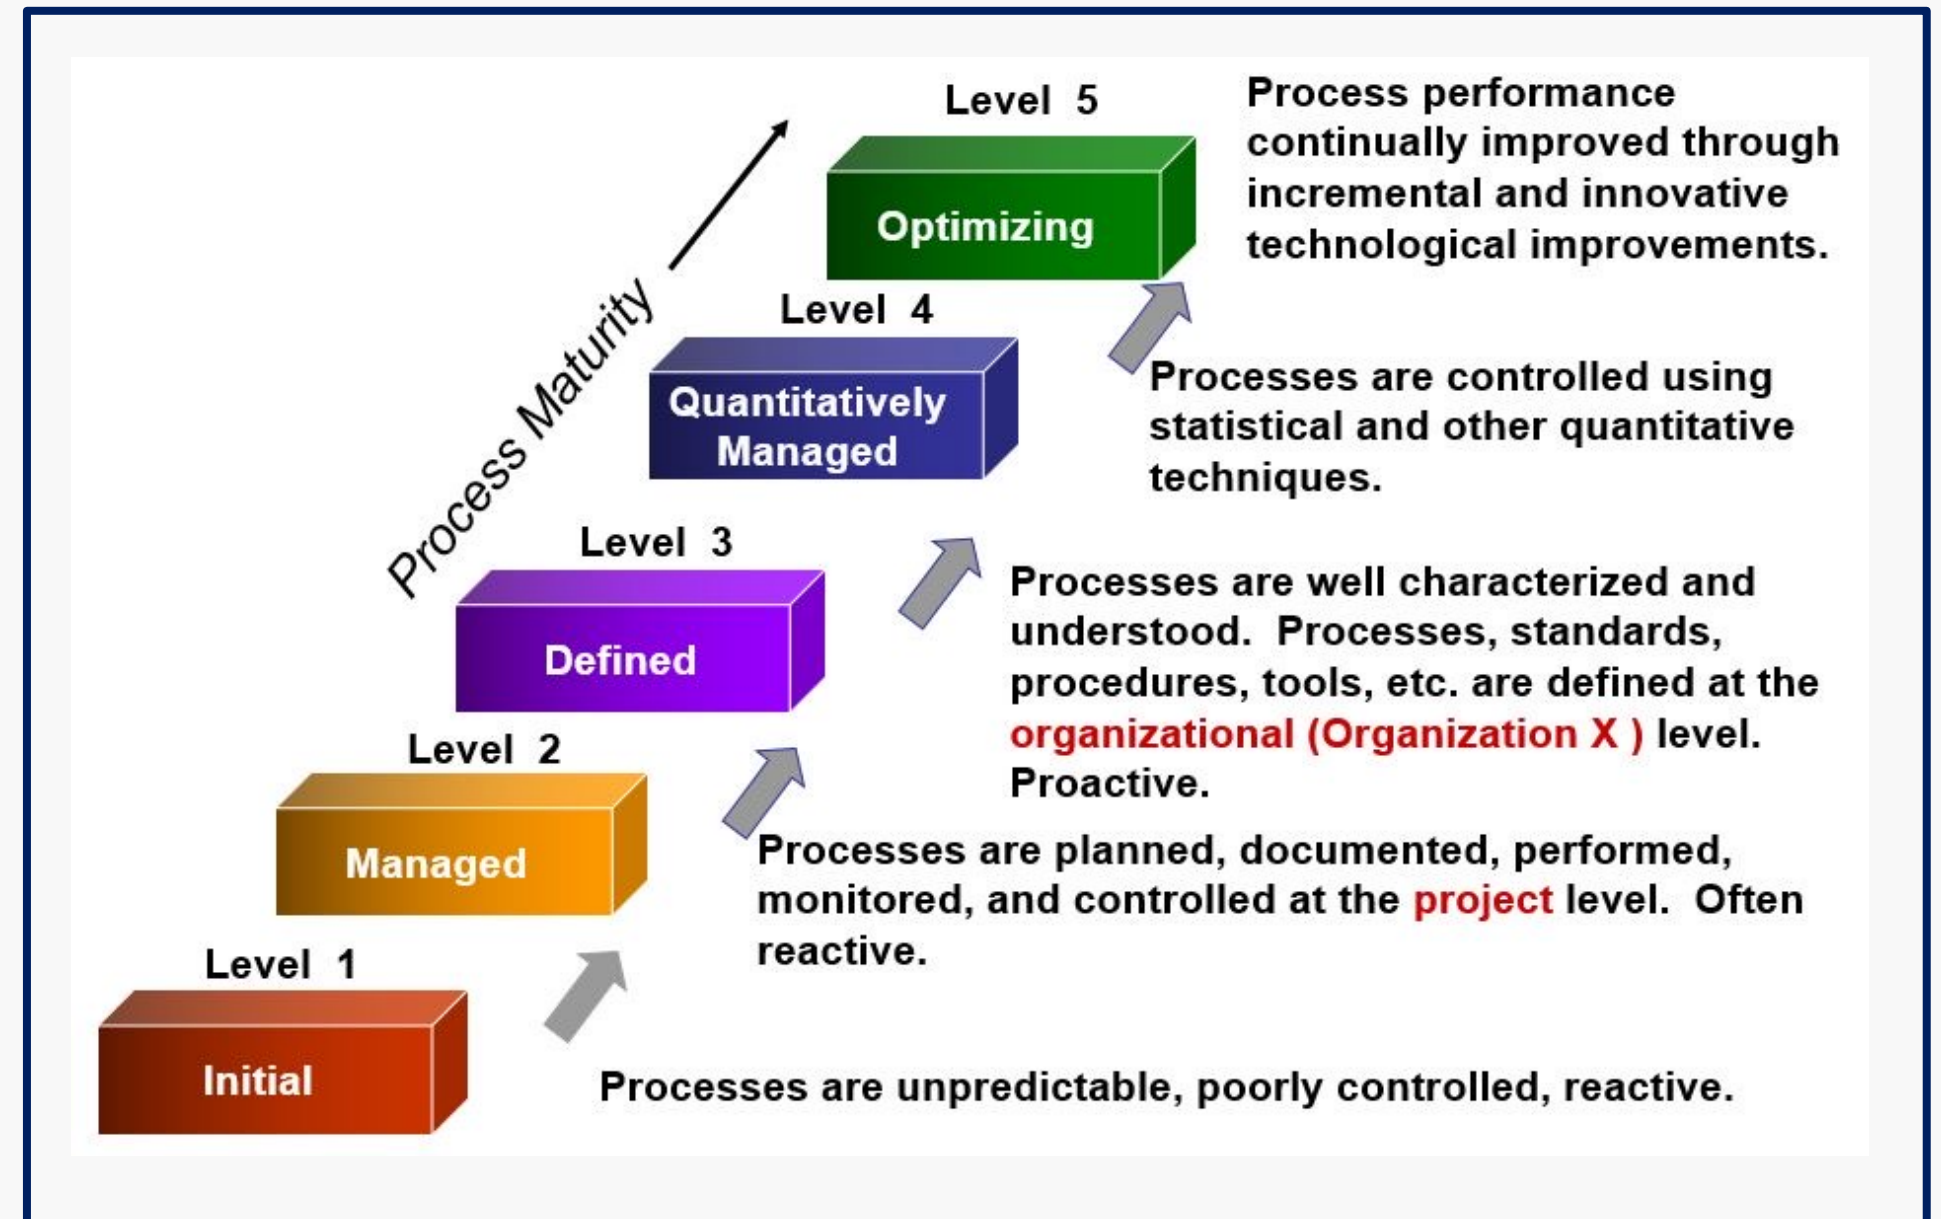 Level 5
Optimizing
Process performance
continually improved through
incremental and innovative
technological improvements.
Process Maturity
Level 4
Quantitatively
Managed
Processes are controlled using
statistical and other quantitative
techniques.
Level 3
Defined
Processes are well characterized and
understood. Processes, standards,
procedures, tools, etc. are defined at the
organizational (Organization X ) level.
Proactive.
Level 2
Managed
Processes are planned, documented, performed,
monitored, and controlled at the project level. Often
reactive.
Level 1
Initial
Processes are unpredictable, poorly controlled, reactive.